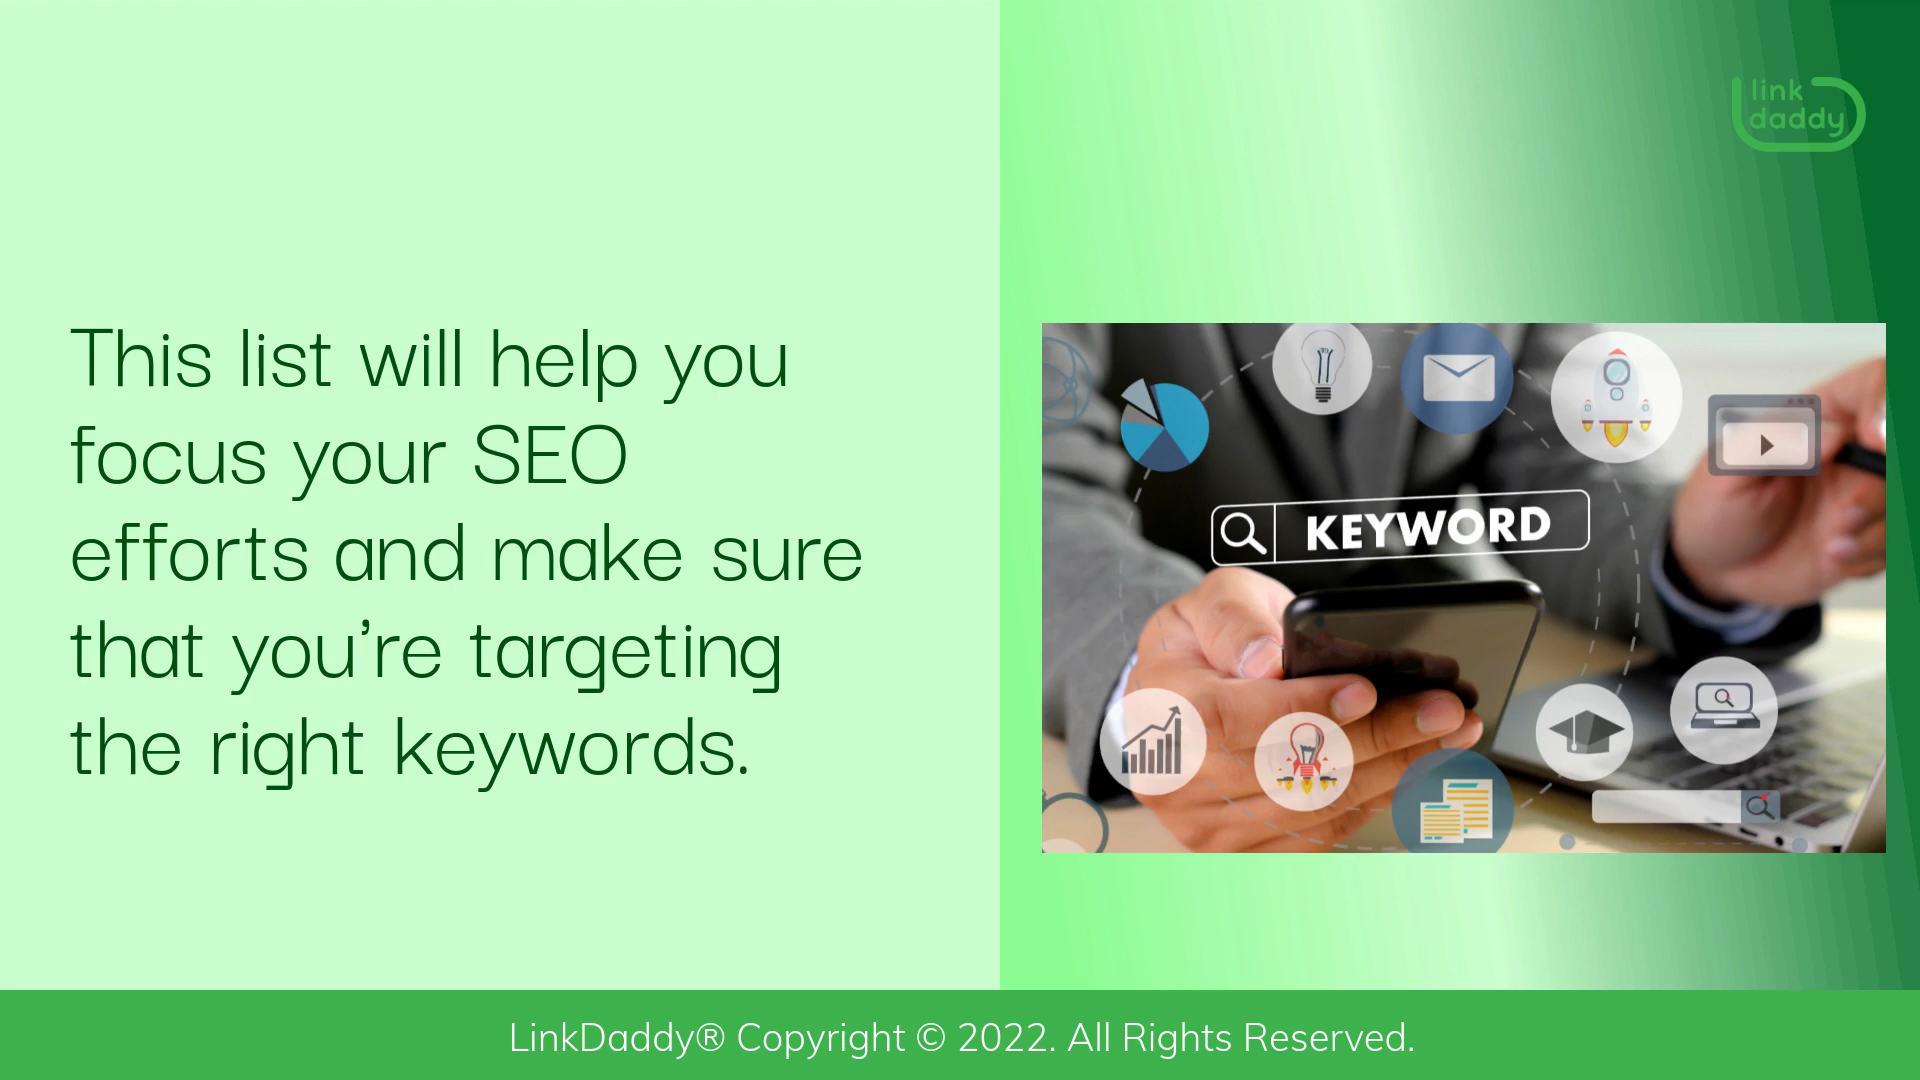 link
daddy
This list will help you
focus your SEO
efforts and make sure
that you’re targeting
the right keywords.
KEYWORD
LinkDaddy® Copyright © 2022. All Rights Reserved.